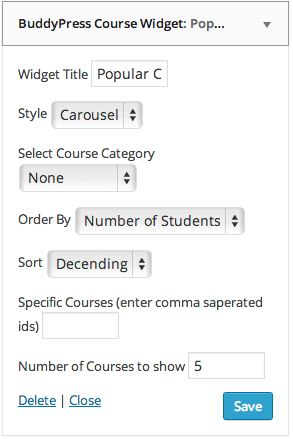 BuddyPress Course Widget: Pop...
Widget Title Popular C
Style Carousel
Select Course Category
None
Order By Number of Students
Sort Decending
Specific Courses (enter comma saperated
ids)
Number of Courses to show 5
Delete | Close Save